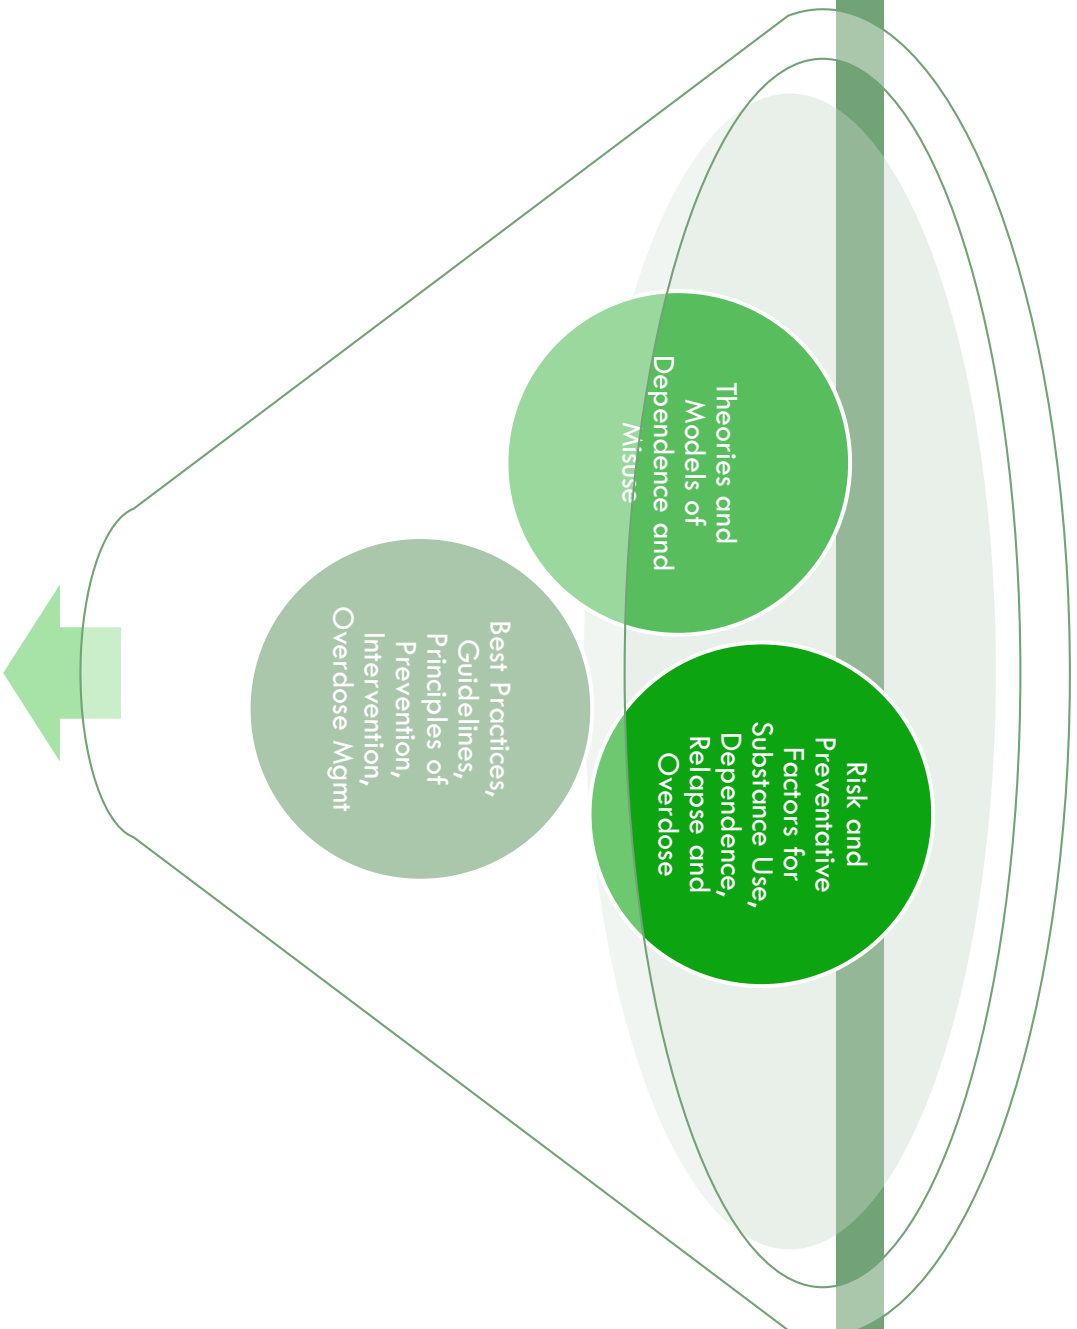 Theories and
Models of
Dependence and
Misuse
Risk and
Preventative
Factors for
Substance Use,
Dependence,
Relapse and
Overdose
Best Practices,
Guidelines,
Principles of
Prevention,
Intervention,
Overdose Mgmt